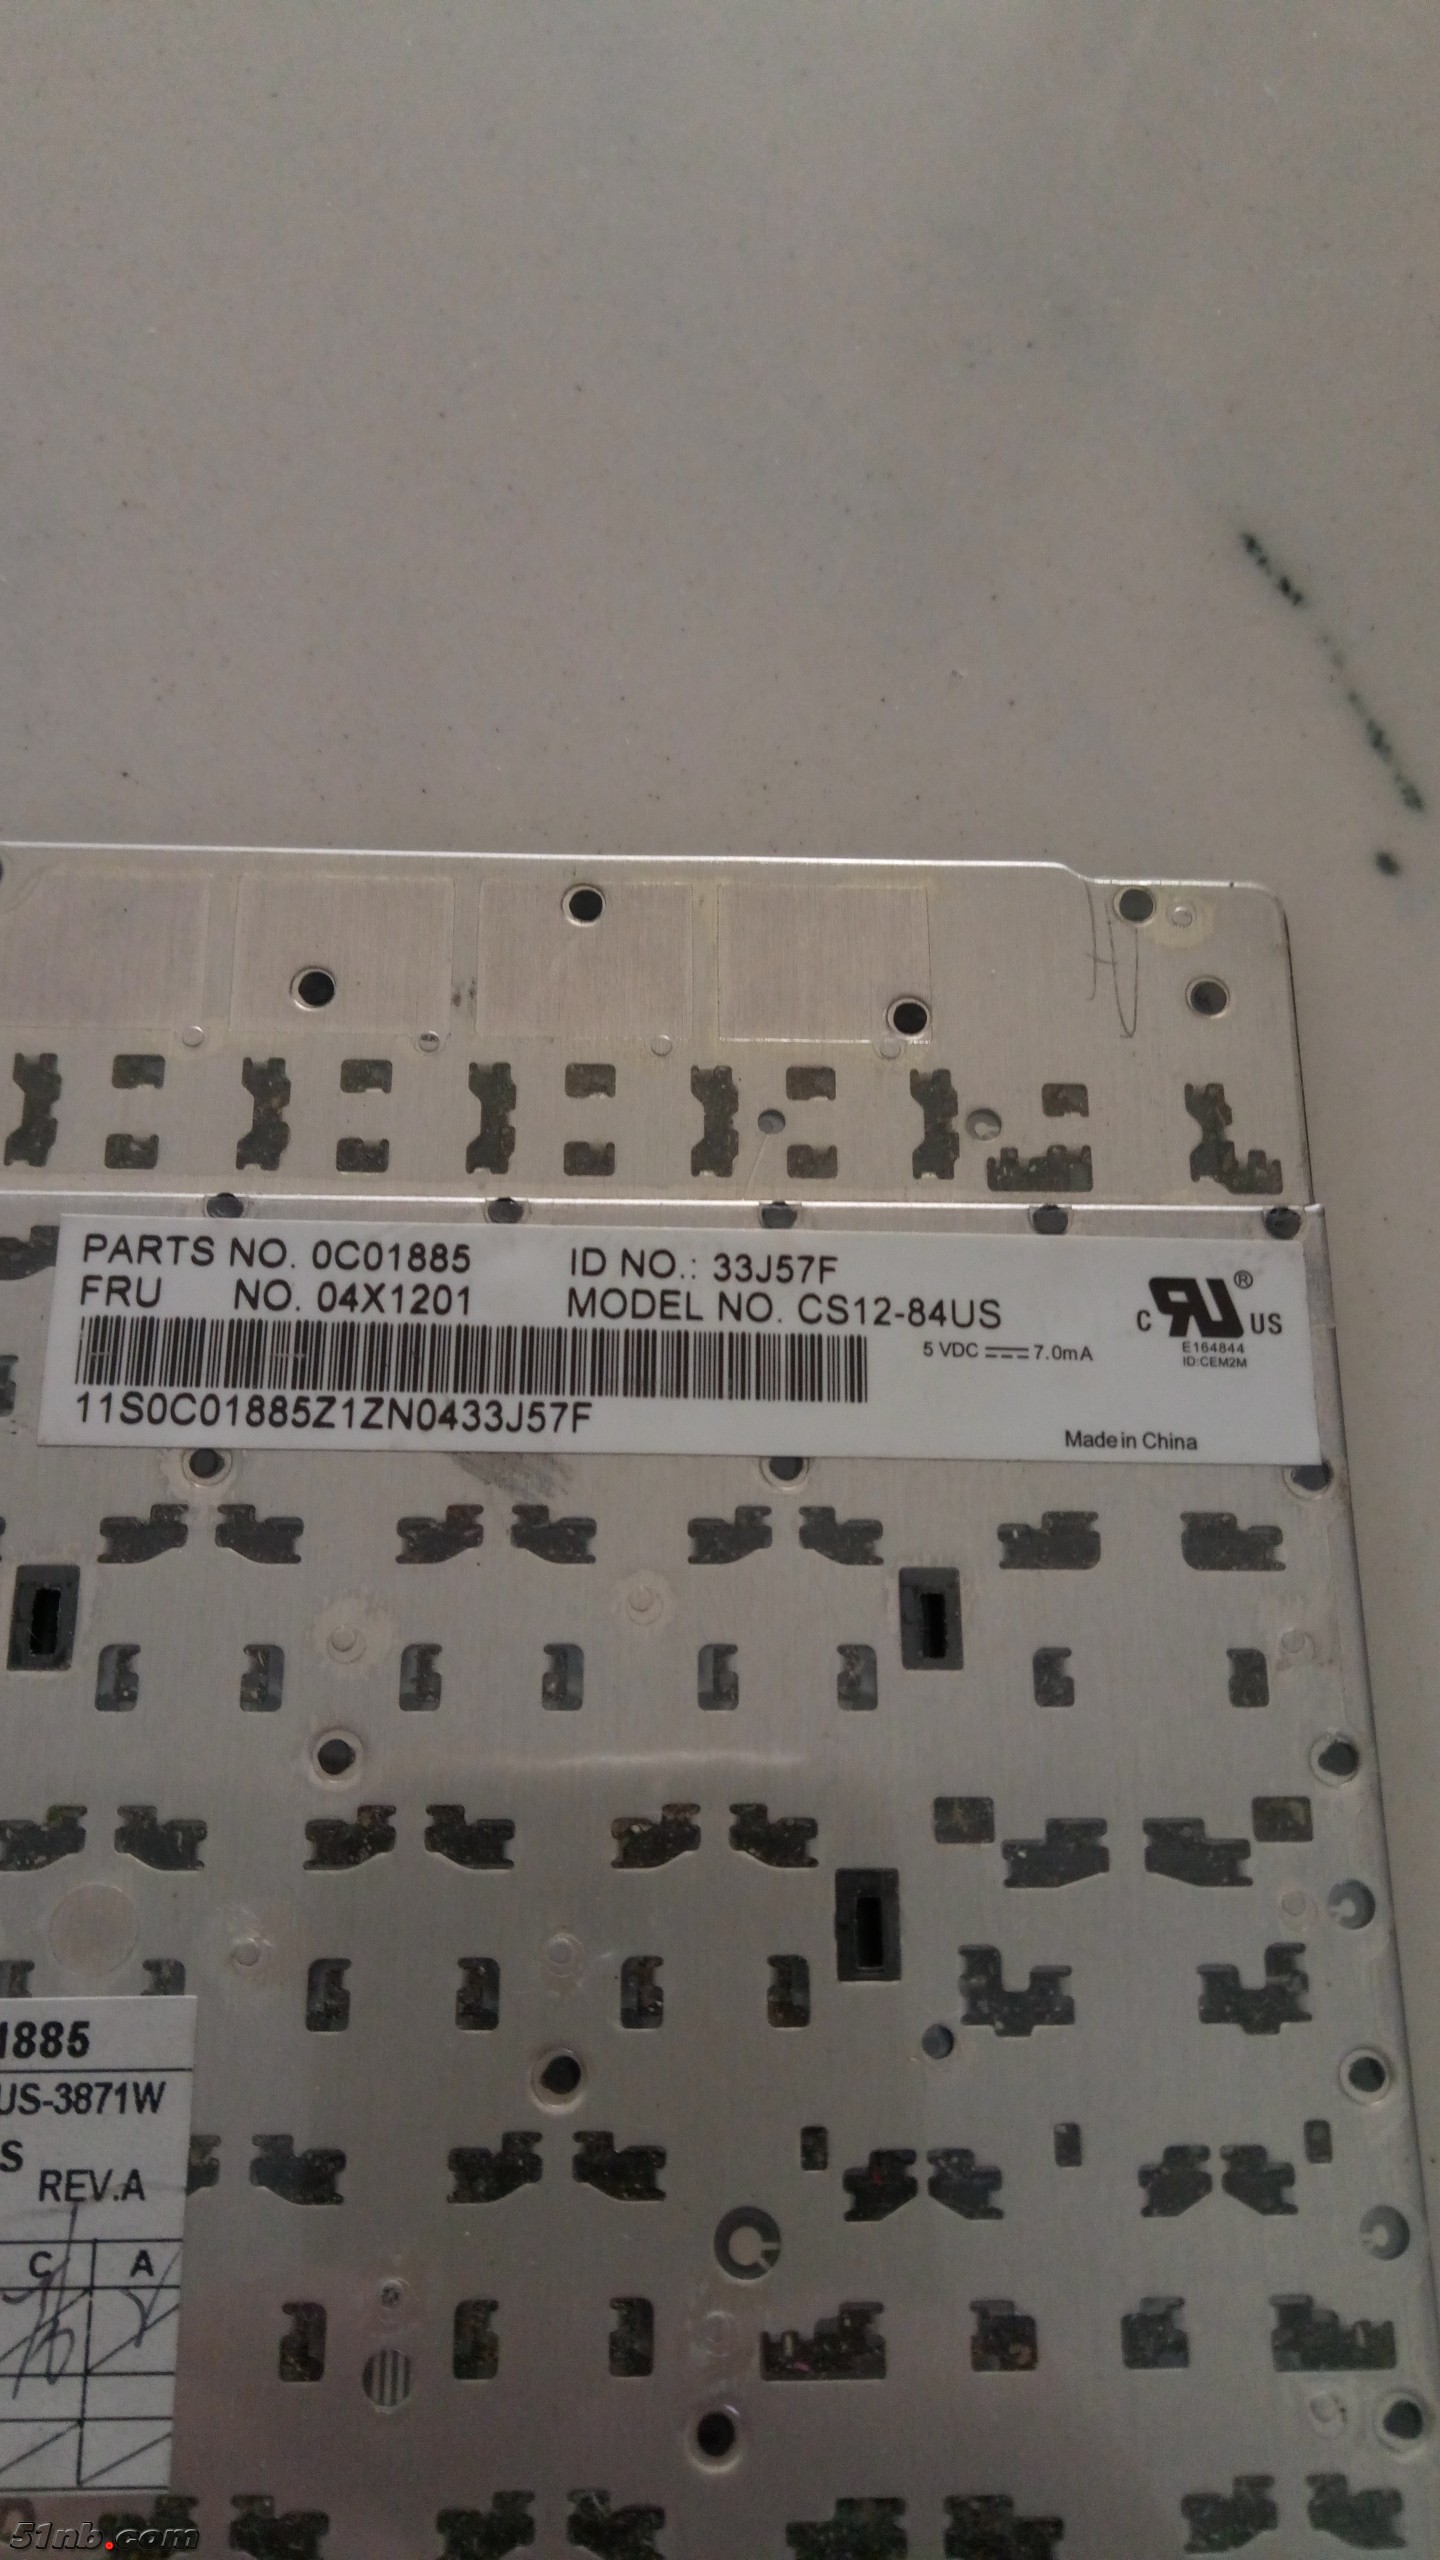 PARTS NO. 0C01885 ID NO.: 33J57F
FRU NO. 04X1201 MODEL NO. CS12-84US
5 VDC 7.0mA
11S0C01885Z1ZN0433J57F
C US ®
E164844
ID:CEM2M
Made in China
1885
US-3871W
S
REV.A
C A
51nb.com